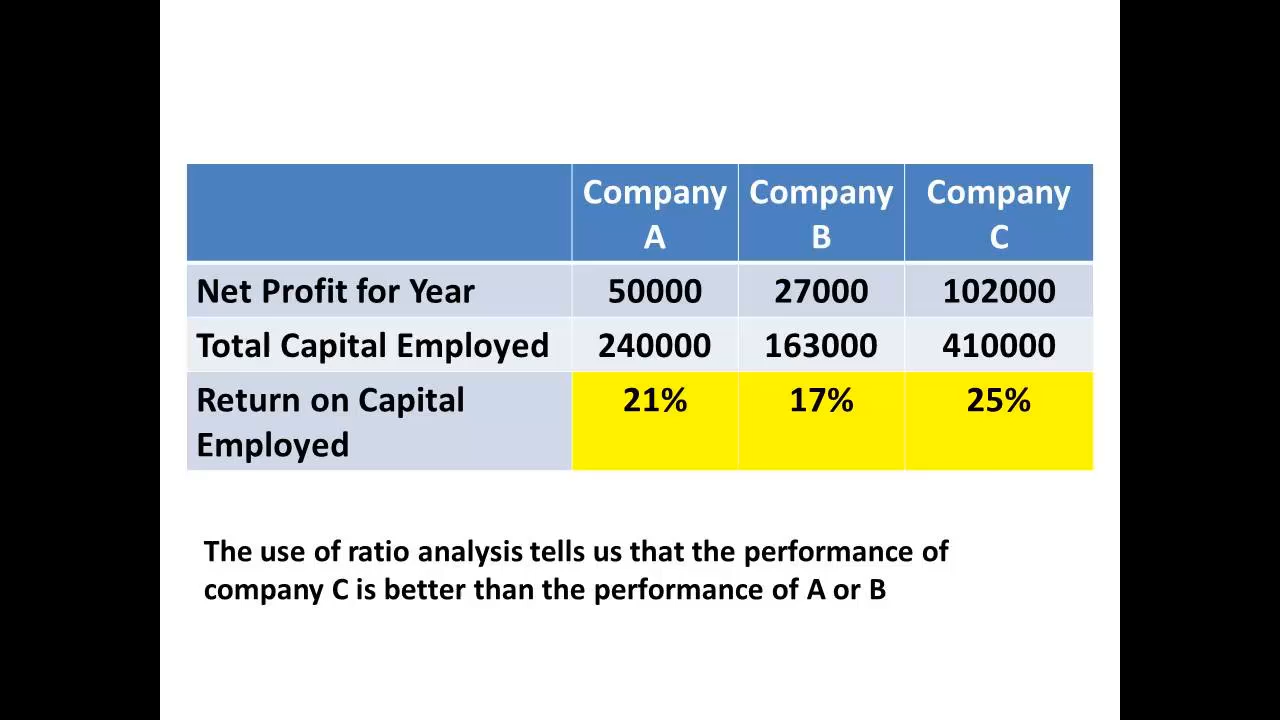 Company Company Company
A B C
Net Profit for Year 50000 27000 102000
Total Capital Employed 240000 163000 410000
Return on Capital 21% 17% 25%
Employed
The use of ratio analysis tells us that the performance of
company C is better than the performance of A or B